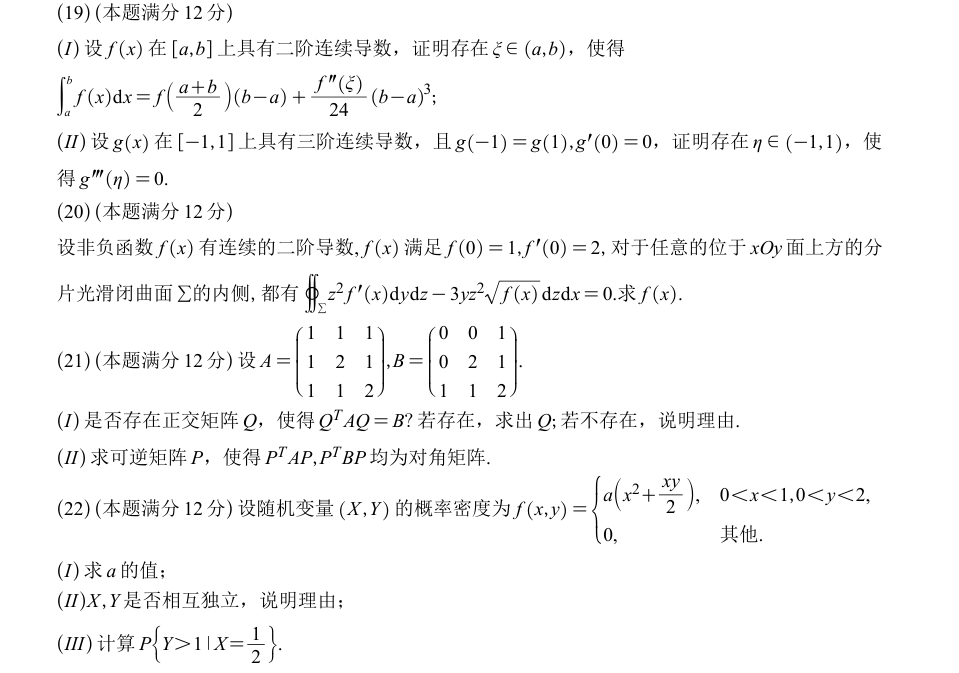 (19) (本题满分 12 分)
(I) 设 f(x) 在 [a,b] 上具有二阶连续导数，证明存在 ξ∈ (a,b)，使得
∫_a^b f(x)dx = f((a+b)/2)(b−a) + f″(ξ)/24 (b−a)³;
(II) 设 g(x) 在 [−1,1] 上具有三阶连续导数，且 g(−1) = g(1),g′(0) = 0，证明存在 η ∈ (−1,1)，使
得 g‴(η) = 0.
(20) (本题满分 12 分)
设非负函数 f(x) 有连续的二阶导数, f(x) 满足 f(0) = 1,f′(0) = 2, 对于任意的位于 xOy 面上方的分
片光滑闭曲面 Σ的内侧, 都有 ∯_Σ z²f′(x)dydz − 3yz²√f(x) dzdx = 0.求 f(x).
(21) (本题满分 12 分) 设 A = (1 1 1; 1 2 1; 1 1 2), B = (0 0 1; 0 2 1; 1 1 2).
(I) 是否存在正交矩阵 Q，使得 QᵀAQ = B? 若存在，求出 Q; 若不存在，说明理由.
(II) 求可逆矩阵 P，使得 PᵀAP, PᵀBP 均为对角矩阵.
(22) (本题满分 12 分) 设随机变量 (X,Y) 的概率密度为 f(x,y) = { a(x²+xy/2), 0<x<1,0<y<2,
0, 其他.
(I) 求 a 的值；
(II)X,Y 是否相互独立，说明理由；
(III) 计算 P{Y>1 | X=1/2}.